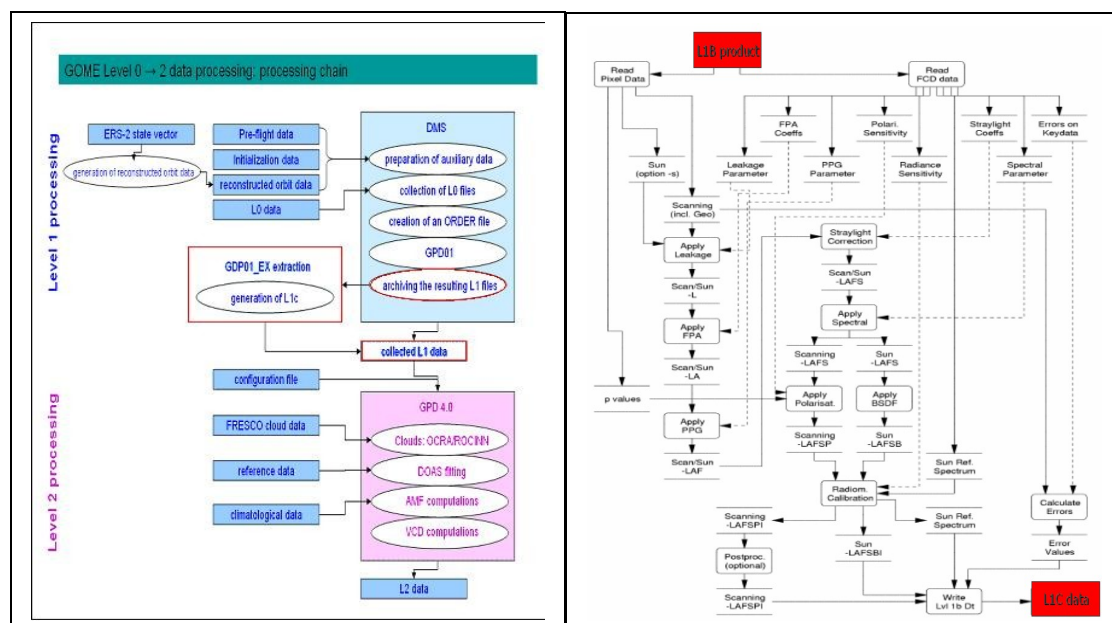 GOME Level 0 → 2 data processing: processing chain
Level 1 processing
ERS-2 state vector
generation of reconstructed orbit data
Pre-flight data
Initialization data
reconstructed orbit data
L0 data
DMS
preparation of auxiliary data
collection of L0 files
creation of an ORDER file
GPD01
archiving the resulting L1 files
GDP01_EX extraction
generation of L1c
collected L1 data
Level 2 processing
configuration file
FRESCO cloud data
reference data
climatological data
GPD 4.0
Clouds: OCRA/ROCINN
DOAS fitting
AMF computations
VCD computations
L2 data
L1B product
Read
Pixel Data
Read
FCD data
FPA
Coeffs
Polari.
Sensitivity
Straylight
Coeffs
Errors on
Keydata
Sun
(option -s)
Leakage
Parameter
PPG
Parameter
Radiance
Sensitivity
Spectral
Parameter
Scanning
(incl. Geo)
Apply
Leakage
Straylight
Correction
Scan/Sun
-L
Scan/Sun
-LAFS
Apply
FPA
Apply
Spectral
Scan/Sun
-LA
Scanning
-LAFS
Sun
-LAFS
p values
Apply
PPG
Apply
Polarisat.
Apply
BSDF
Scan/Sun
-LAF
Scanning
-LAFSP
Sun
-LAFSB
Sun Ref.
Spectrum
Radiom.
Calibration
Calculate
Errors
Scanning
-LAFSPI
Sun
-LAFSBI
Sun Ref.
Spectrum
Error
Values
Postproc.
(optional)
Scanning
-LAFSPI
Write
Lvl 1b Dt
L1C data